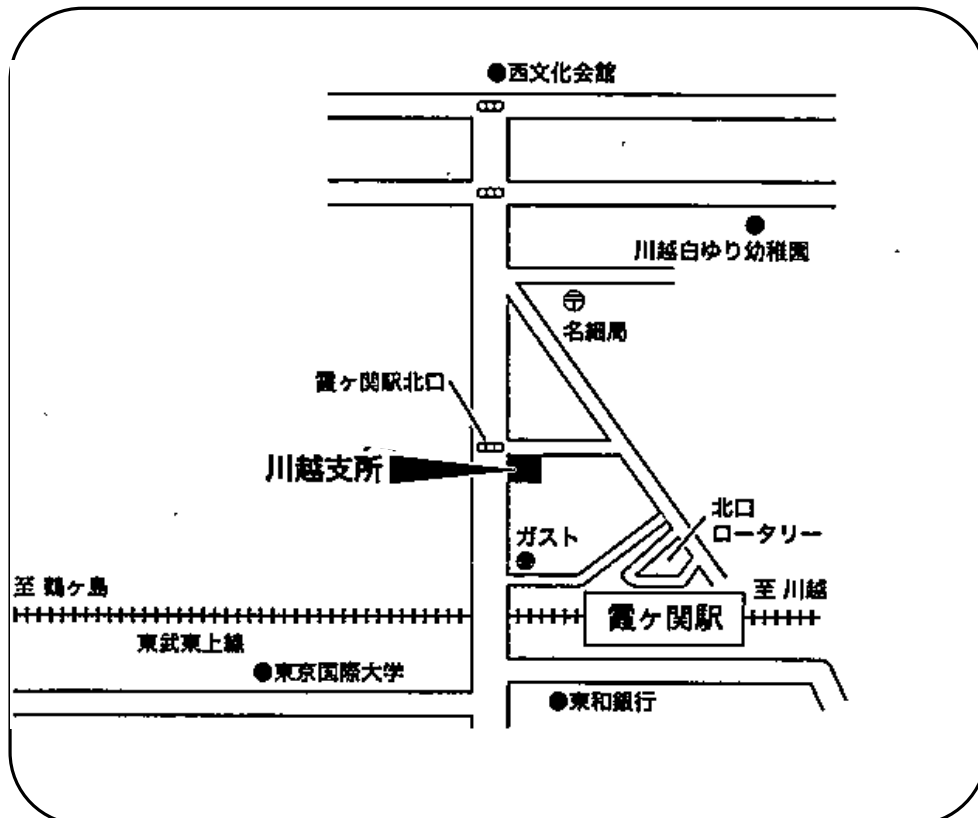 ●西文化会館
川越白ゆり幼稚園
〒
名細局
霞ヶ関駅北口
川越支所
北口
ロータリー
ガスト
至 鶴ヶ島
至 川越
霞ヶ関駅
東武東上線
●東京国際大学
●東和銀行